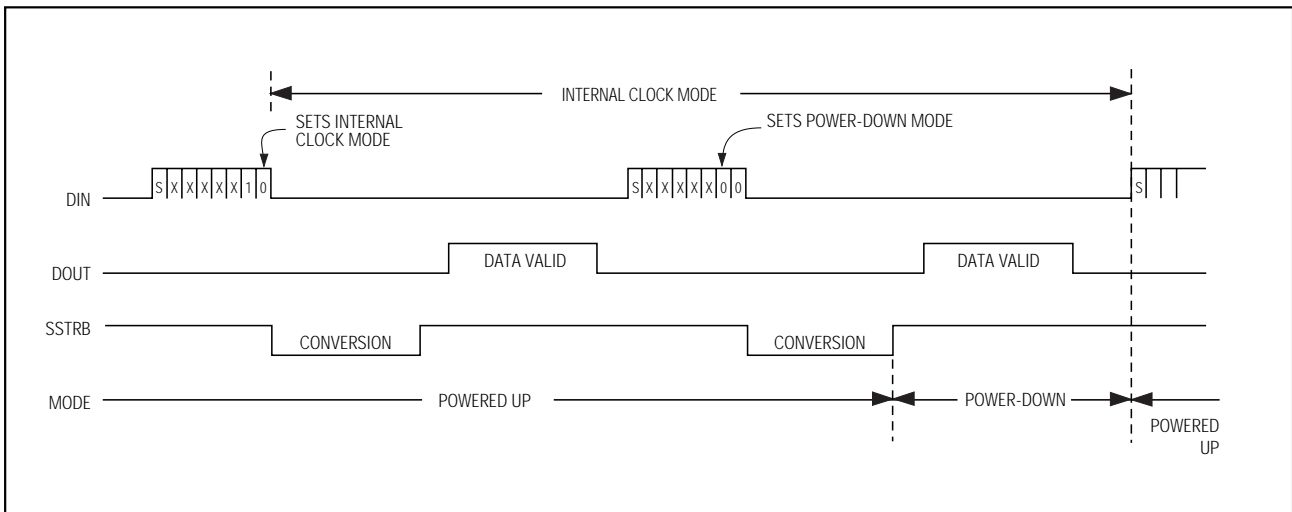 INTERNAL CLOCK MODE
SETS INTERNAL
CLOCK MODE
SETS POWER-DOWN MODE
DIN
S X X X X X 1 0
S X X X X X 0 0
S
DOUT
DATA VALID
DATA VALID
SSTRB
CONVERSION
CONVERSION
MODE
POWERED UP
POWER-DOWN
POWERED
UP